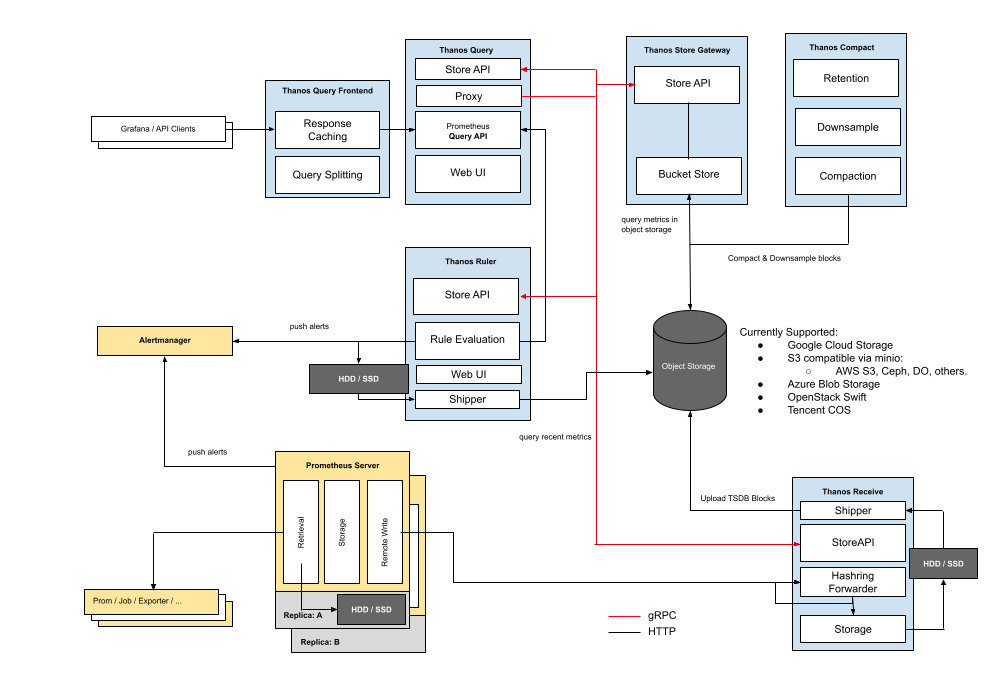 Thanos Query
Store API
Proxy
Prometheus
Query API
Web UI
Thanos Query Frontend
Response
Caching
Query Splitting
Grafana / API Clients
Thanos Store Gateway
Store API
Bucket Store
Thanos Compact
Retention
Downsample
Compaction
query metrics in
object storage
Compact & Downsample blocks
Thanos Ruler
Store API
Rule Evaluation
Web UI
Shipper
push alerts
Alertmanager
HDD / SSD
Object Storage
Currently Supported:
● Google Cloud Storage
● S3 compatible via minio:
○ AWS S3, Ceph, DO, others.
● Azure Blob Storage
● OpenStack Swift
● Tencent COS
query recent metrics
push alerts
Prometheus Server
Retrieval
Storage
Remote Write
HDD / SSD
Replica: A
Replica: B
Prom / Job / Exporter / ...
Upload TSDB Blocks
Thanos Receive
Shipper
StoreAPI
Hashring
Forwarder
Storage
HDD / SSD
gRPC
HTTP